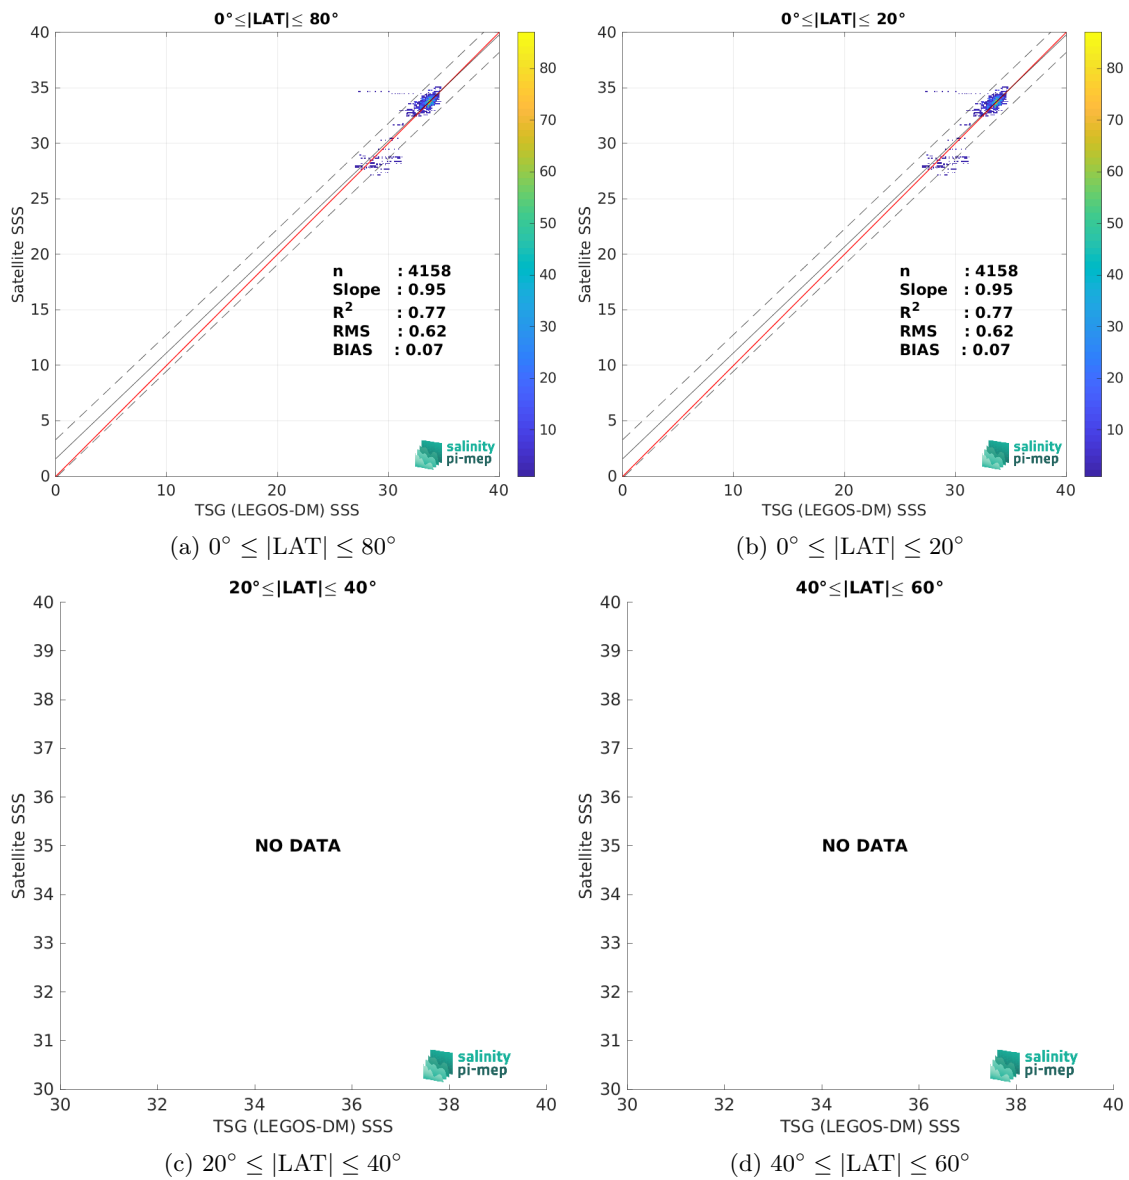 0°≤|LAT|≤ 80°
Satellite SSS
40
35
30
25
20
15
10
5
0
0
10
20
30
40
TSG (LEGOS-DM) SSS
n : 4158
Slope : 0.95
R² : 0.77
RMS : 0.62
BIAS : 0.07
salinity
pi-mep
80
70
60
50
40
30
20
10
(a) 0° ≤ |LAT| ≤ 80°
0°≤|LAT|≤ 20°
Satellite SSS
40
35
30
25
20
15
10
5
0
0
10
20
30
40
TSG (LEGOS-DM) SSS
n : 4158
Slope : 0.95
R² : 0.77
RMS : 0.62
BIAS : 0.07
salinity
pi-mep
80
70
60
50
40
30
20
10
(b) 0° ≤ |LAT| ≤ 20°
20°≤|LAT|≤ 40°
Satellite SSS
40
39
38
37
36
35
34
33
32
31
30
NO DATA
salinity
pi-mep
30
32
34
36
38
40
TSG (LEGOS-DM) SSS
(c) 20° ≤ |LAT| ≤ 40°
40°≤|LAT|≤ 60°
Satellite SSS
40
39
38
37
36
35
34
33
32
31
30
NO DATA
salinity
pi-mep
30
32
34
36
38
40
TSG (LEGOS-DM) SSS
(d) 40° ≤ |LAT| ≤ 60°